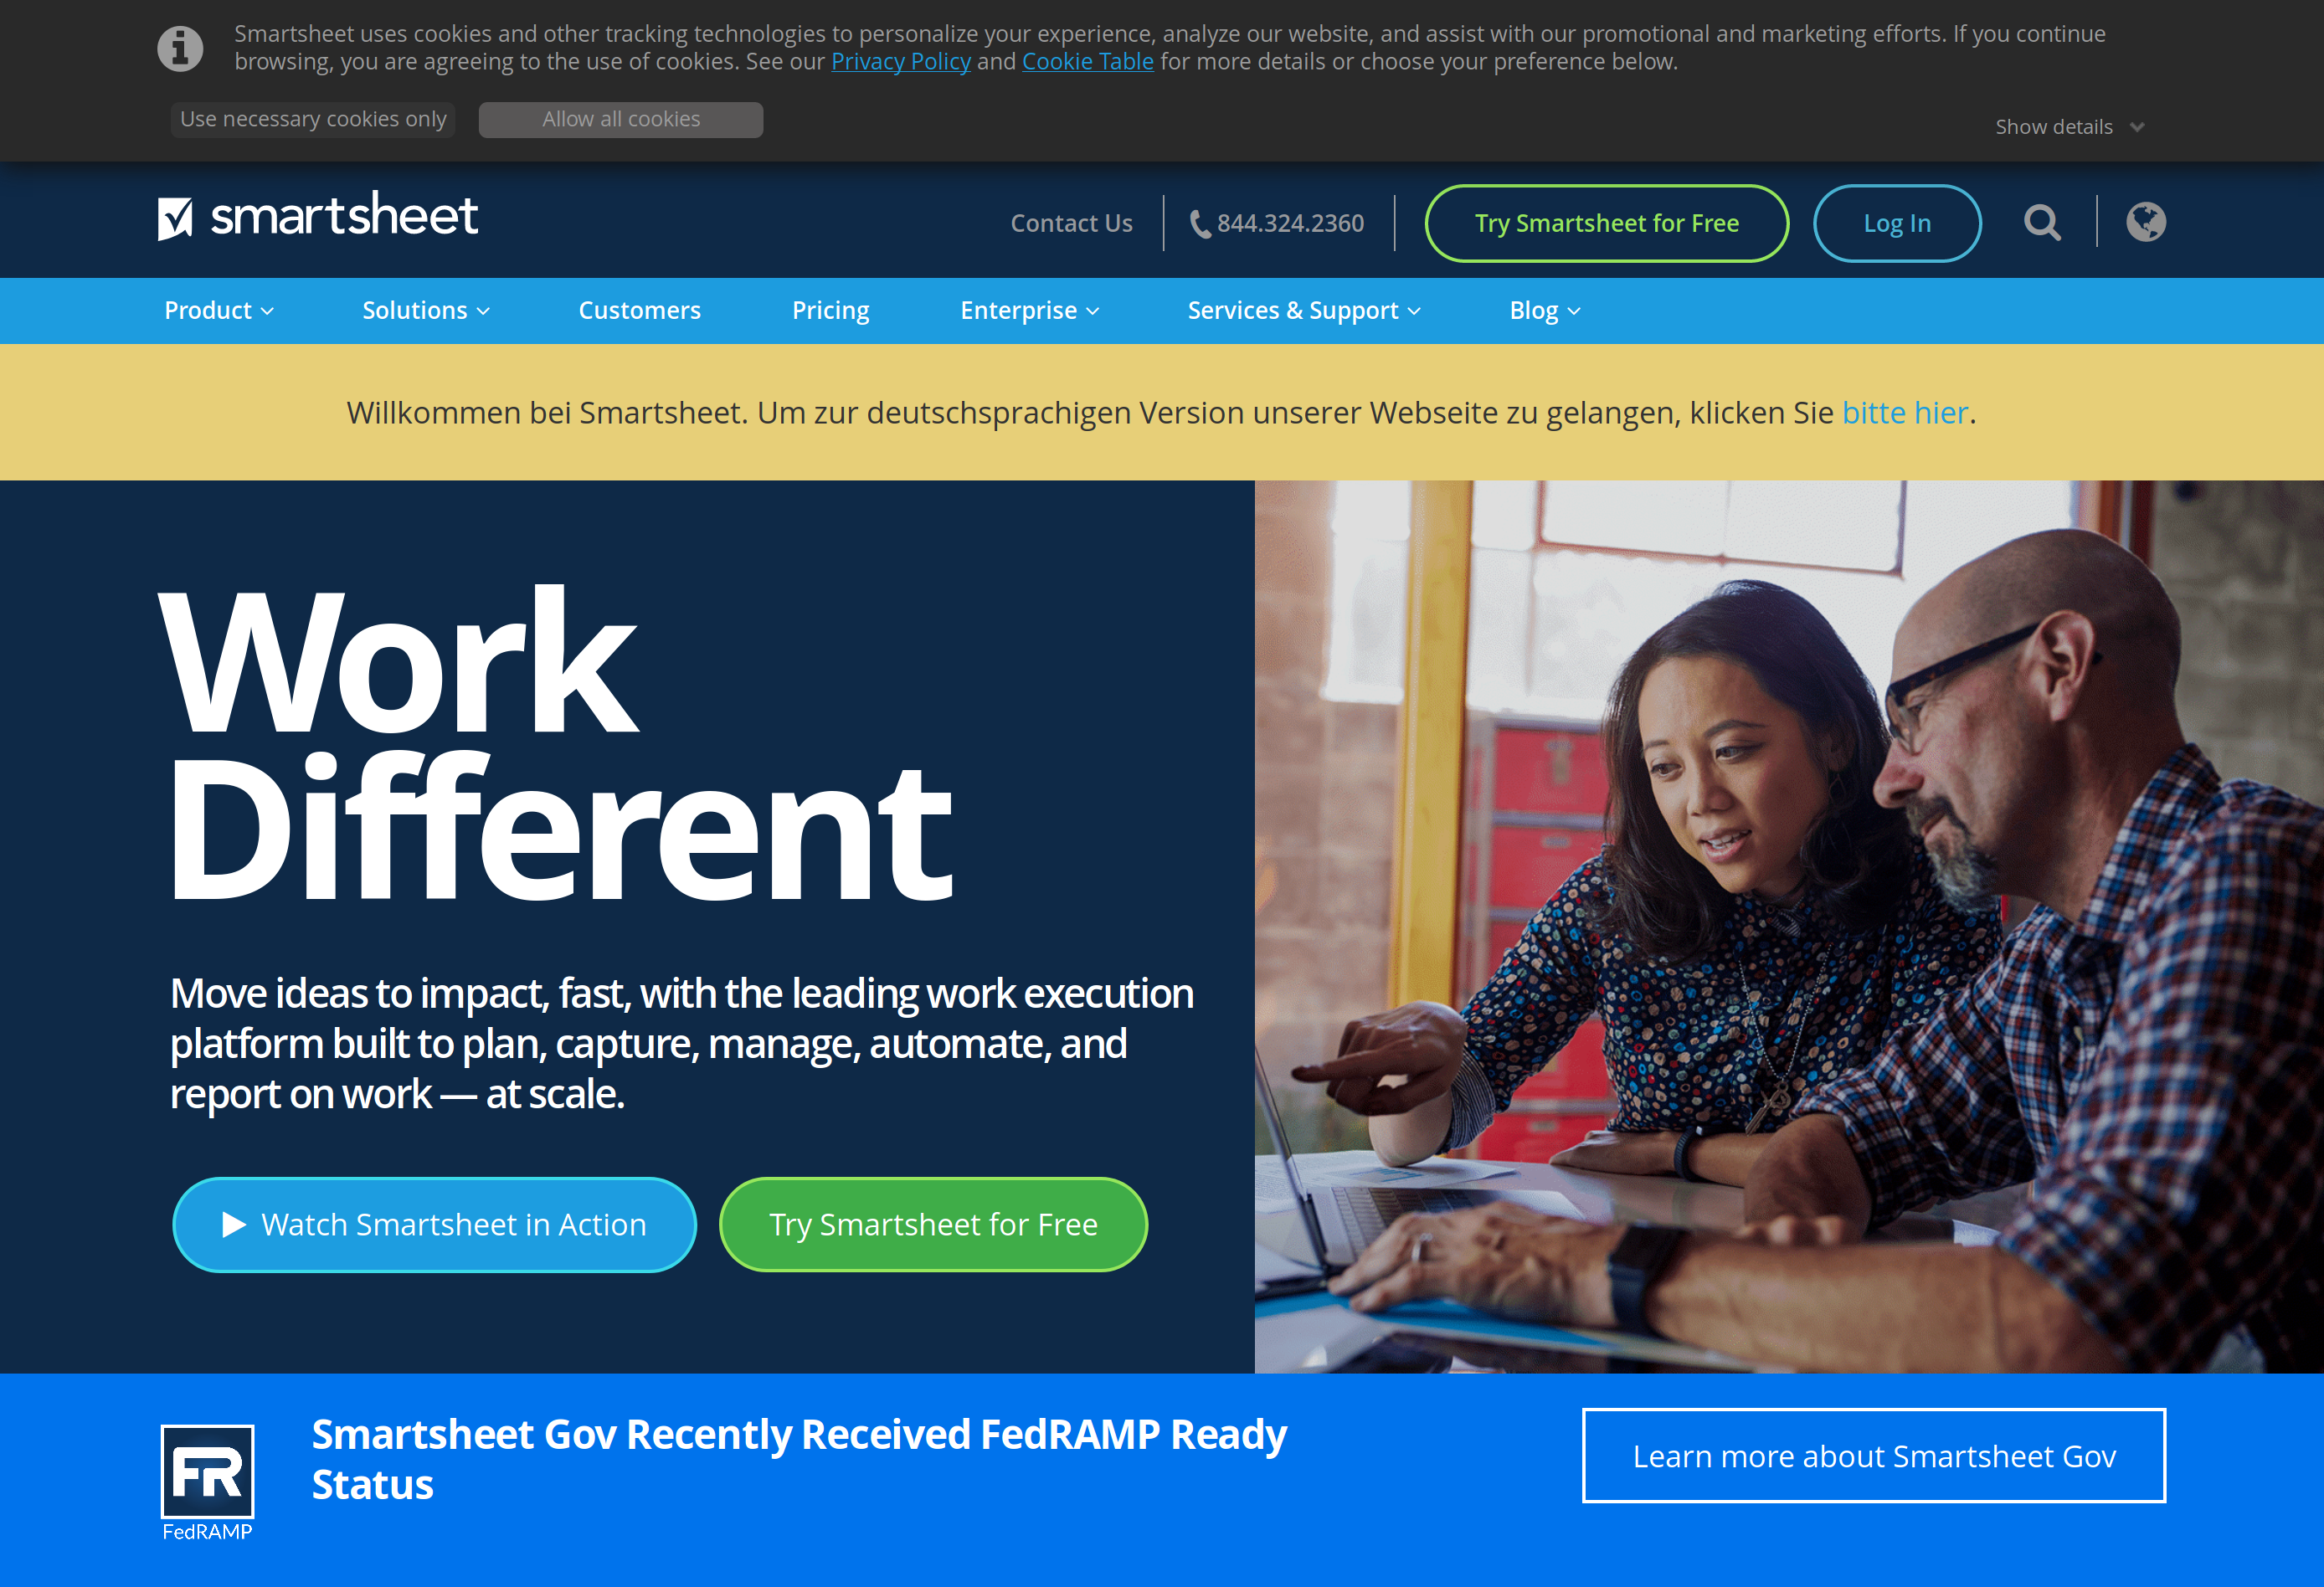 Smartsheet uses cookies and other tracking technologies to personalize your experience, analyze our website, and assist with our promotional and marketing efforts. If you continue
browsing, you are agreeing to the use of cookies. See our Privacy Policy and Cookie Table for more details or choose your preference below.
Use necessary cookies only
Allow all cookies
Show details
smartsheet
Contact Us
844.324.2360
Try Smartsheet for Free
Log In
Product
Solutions
Customers
Pricing
Enterprise
Services & Support
Blog
Willkommen bei Smartsheet. Um zur deutschsprachigen Version unserer Webseite zu gelangen, klicken Sie bitte hier.
Work
Different
Move ideas to impact, fast, with the leading work execution
platform built to plan, capture, manage, automate, and
report on work — at scale.
Watch Smartsheet in Action
Try Smartsheet for Free
FR
FedRAMP
Smartsheet Gov Recently Received FedRAMP Ready
Status
Learn more about Smartsheet Gov